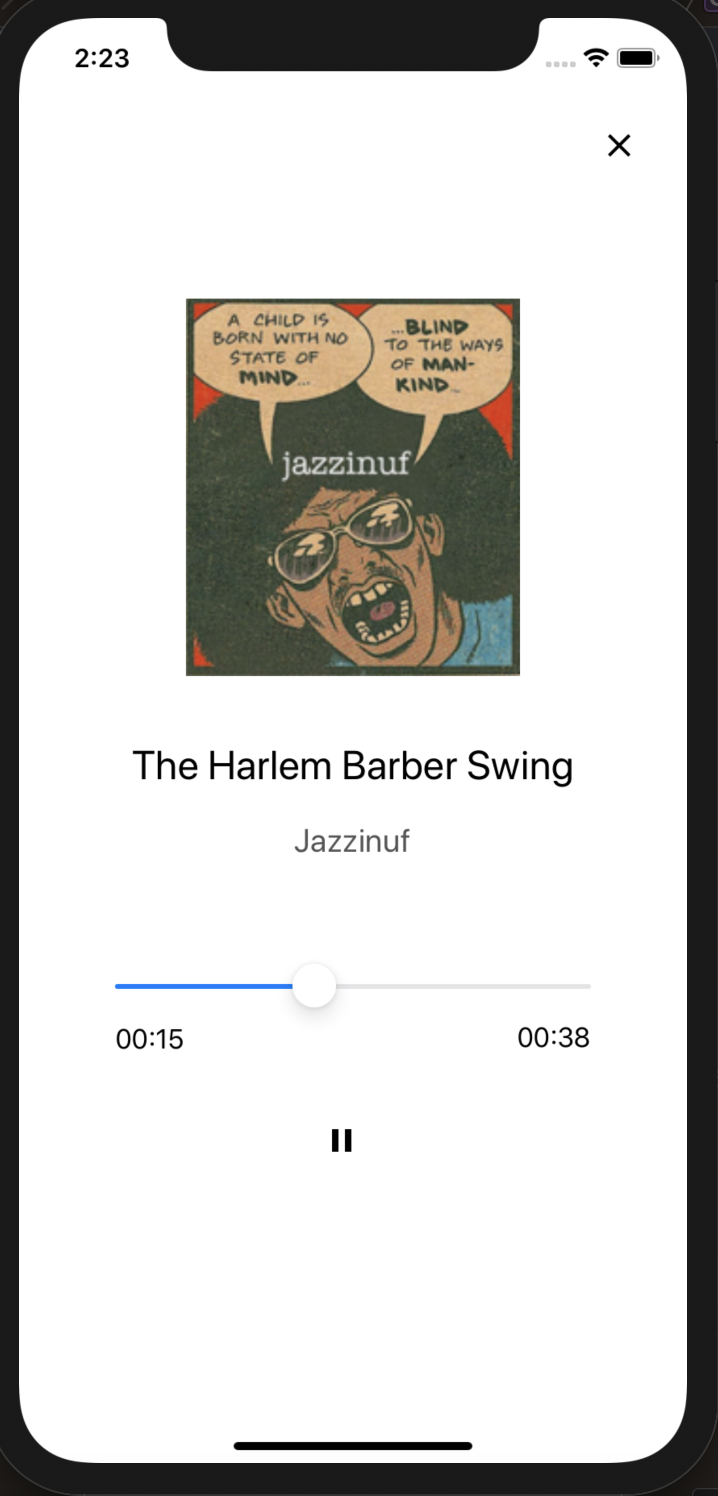 2:23
A CHILD IS
BORN WITH NO
STATE OF
MIND...
...BLIND
TO THE WAYS
OF MAN-
KIND...
jazzinuf
The Harlem Barber Swing
Jazzinuf
00:15
00:38